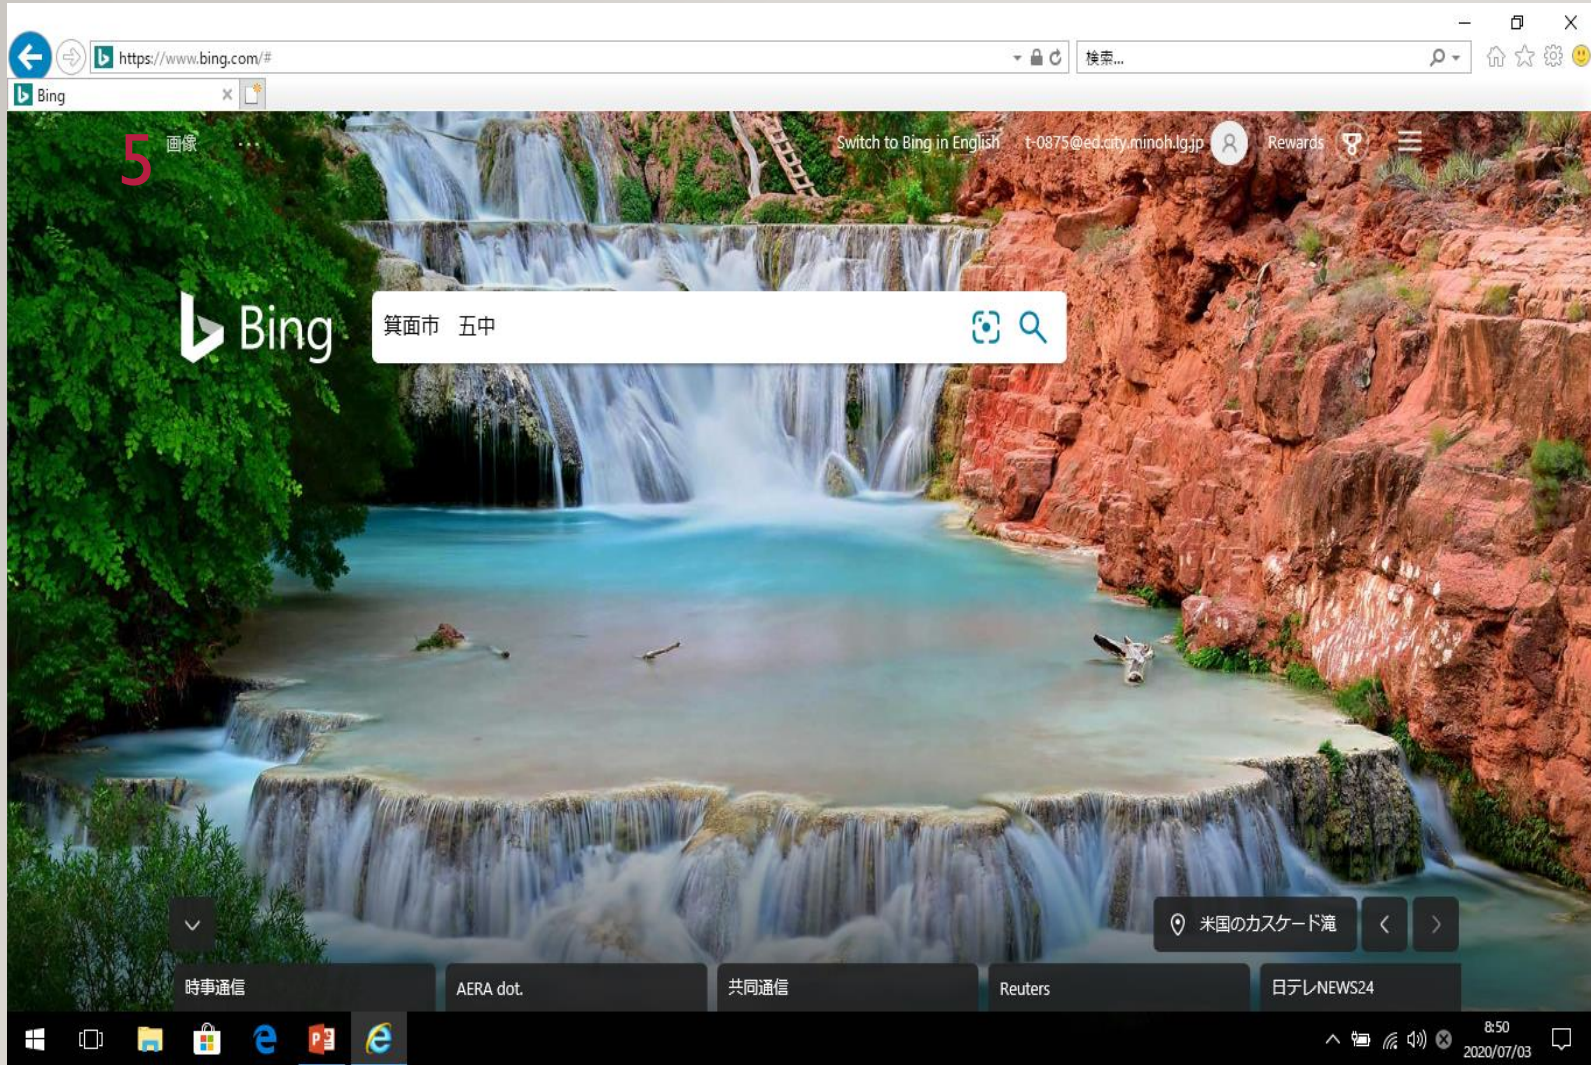 https://www.bing.com/#
検索...
Bing
5
画像
...
Switch to Bing in English
t-0875@ed.city.minoh.lg.jp
Rewards
Bing
箕面市 五中
米国のカスケード滝
時事通信
AERA dot.
共同通信
Reuters
日テレNEWS24
8:50
2020/07/03